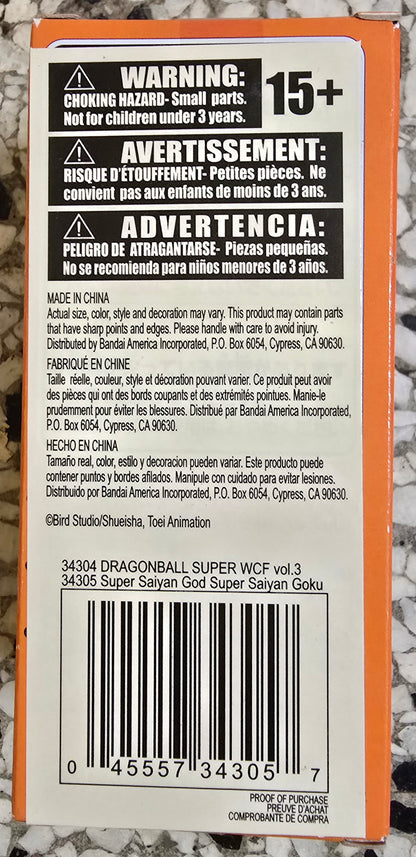 WARNING:
CHOKING HAZARD- Small parts.
Not for children under 3 years.
15+
AVERTISSEMENT:
RISQUE D'ÉTOUFFEMENT- Petites pièces. Ne
convient pas aux enfants de moins de 3 ans.
ADVERTENCIA:
PELIGRO DE ATRAGANTARSE- Piezas pequeñas.
No se recomienda para niños menores de 3 años.
MADE IN CHINA
Actual size, color, style and decoration may vary. This product may contain parts
that have sharp points and edges. Please handle with care to avoid injury.
Distributed by Bandai America Incorporated, P.O. Box 6054, Cypress, CA 90630.
FABRIQUÉ EN CHINE
Taille réelle, couleur, style et décoration pouvant varier. Ce produit peut avoir
des pièces qui ont des bords coupants et des extrémités pointues. Manie-le
prudemment pour éviter les blessures. Distribué par Bandai America Incorporated,
P.O. Box 6054, Cypress, CA 90630.
HECHO EN CHINA
Tamaño real, color, estilo y decoracion pueden variar. Este producto puede
contener puntos y bordes afilados. Manipule con cuidado para evitar lesiones.
Distribuido por Bandai America Incorporated, P.O. Box 6054, Cypress, CA 90630.
©Bird Studio/Shueisha, Toei Animation
34304 DRAGONBALL SUPER WCF vol.3
34305 Super Saiyan God Super Saiyan Goku
0 45557 34305 7
PROOF OF PURCHASE
PREUVE D'ACHAT
COMPROBANTE DE COMPRA